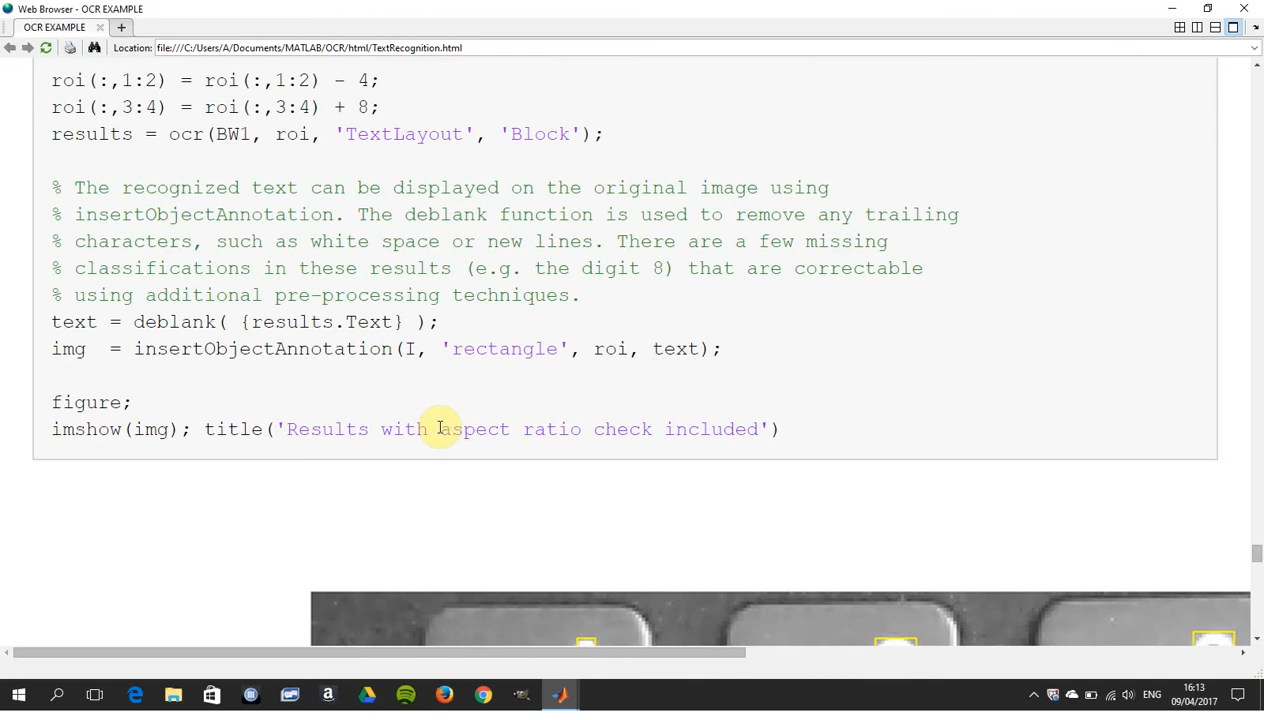 Web Browser - OCR EXAMPLE
OCR EXAMPLE
Location: file:///C:/Users/A/Documents/MATLAB/OCR/html/TextRecognition.html
roi(:,1:2) = roi(:,1:2) - 4;
roi(:,3:4) = roi(:,3:4) + 8;
results = ocr(BW1, roi, 'TextLayout', 'Block');
% The recognized text can be displayed on the original image using
% insertObjectAnnotation. The deblank function is used to remove any trailing
% characters, such as white space or new lines. There are a few missing
% classifications in these results (e.g. the digit 8) that are correctable
% using additional pre-processing techniques.
text = deblank( {results.Text} );
img  = insertObjectAnnotation(I, 'rectangle', roi, text);
figure;
imshow(img); title('Results with aspect ratio check included')
ENG
16:13
09/04/2017